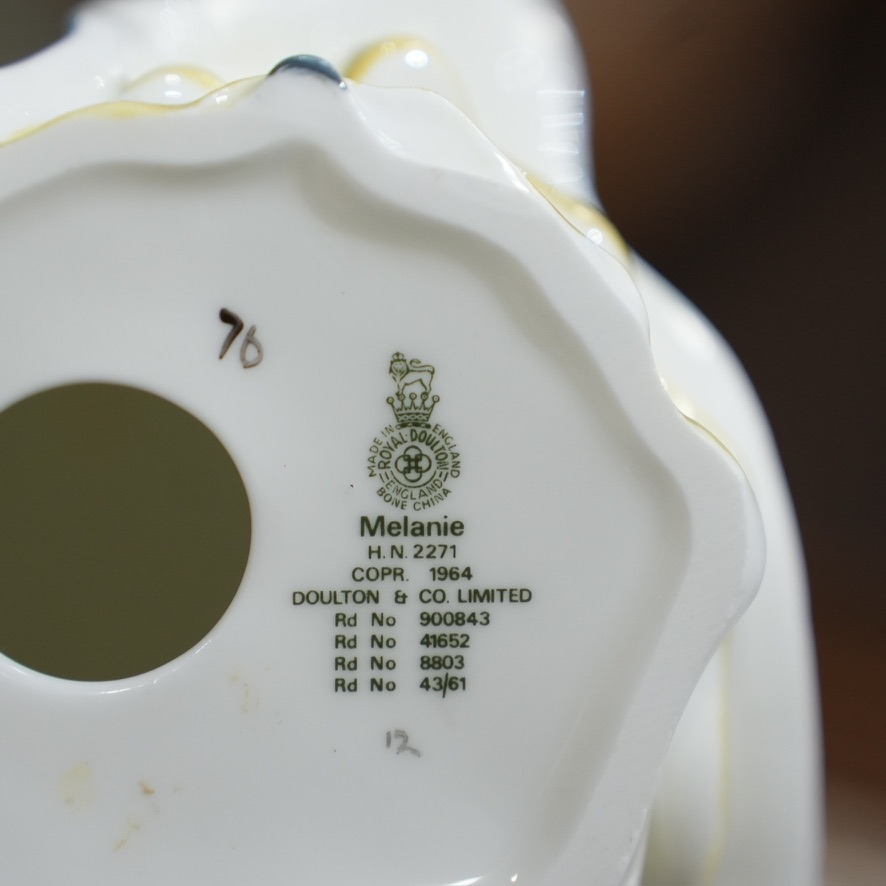 76
MADE IN ENGLAND
ROYAL DOULTON
ENGLAND
BONE CHINA
Melanie
H.N. 2271
COPR. 1964
DOULTON & CO. LIMITED
Rd No 900843
Rd No 41652
Rd No 8803
Rd No 43/61
12